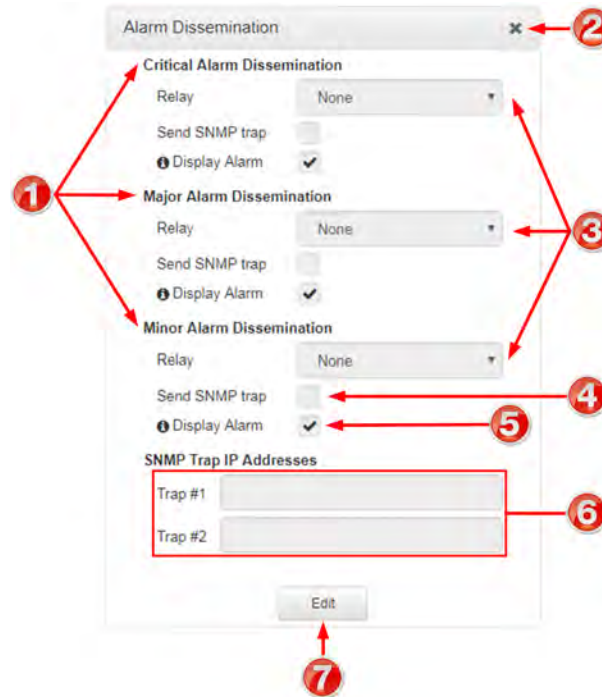 Alarm Dissemination ✖ 2
Critical Alarm Dissemination
Relay None
Send SNMP trap
Display Alarm
1
Major Alarm Dissemination
Relay None 3
Send SNMP trap
Display Alarm
Minor Alarm Dissemination
Relay None
Send SNMP trap 4
Display Alarm 5
SNMP Trap IP Addresses
Trap #1
6
Trap #2
Edit
7